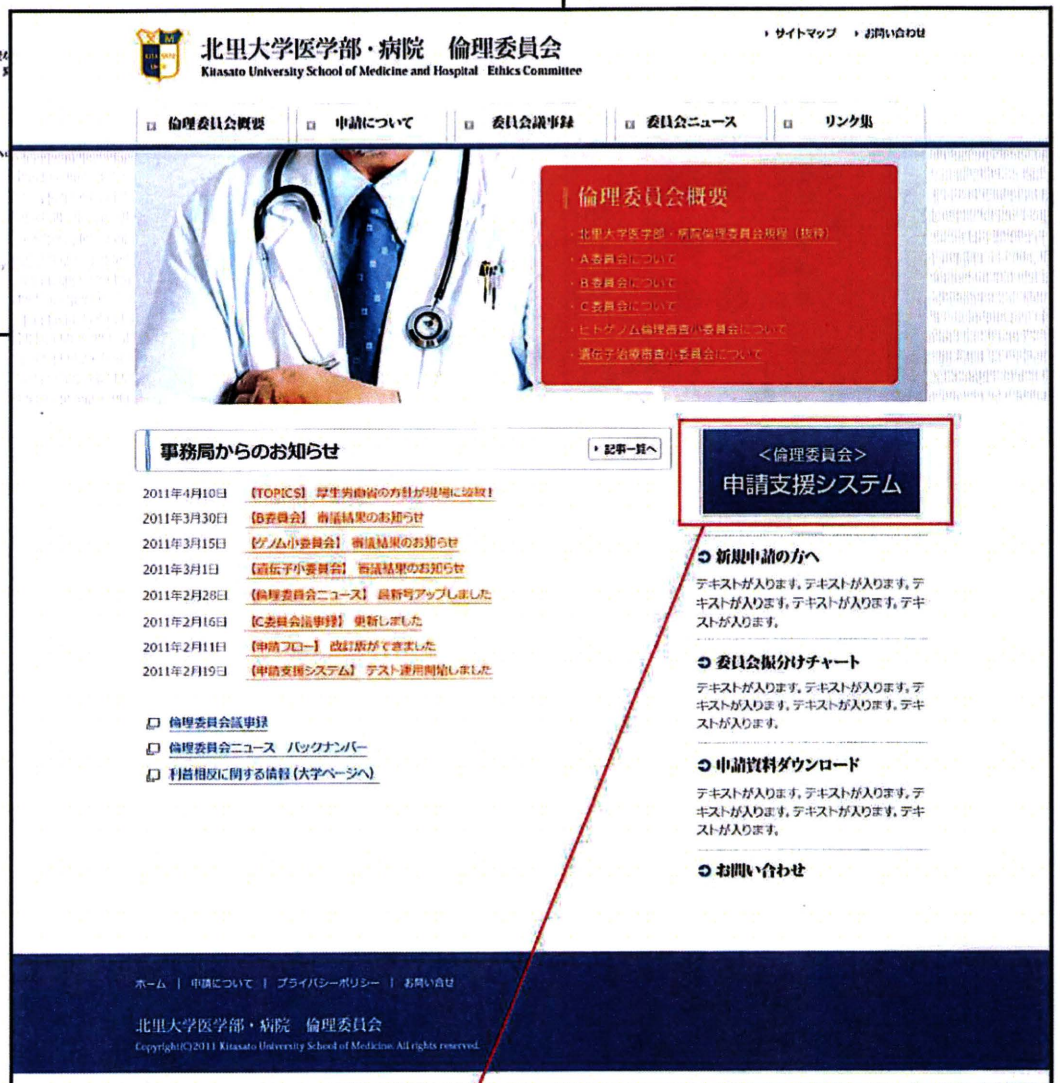 サイトマップ お問い合わせ
北里大学医学部・病院 倫理委員会
Kitasato University School of Medicine and Hospital Ethics Committee
倫理委員会概要 申請について 委員会議事録 委員会ニュース リンク集
倫理委員会概要
・北里大学医学部・病院倫理委員会規程（抜粋）
・A委員会について
・B委員会について
・C委員会について
・ヒトゲノム倫理審査小委員会について
・遺伝子治療審査小委員会について
事務局からのお知らせ
記事一覧へ
2011年4月10日 【TOPICS】 厚生労働省の方針が現場に波紋！
2011年3月30日 【B委員会】 審議結果のお知らせ
2011年3月15日 【ゲノム小委員会】 審議結果のお知らせ
2011年3月1日 【遺伝子小委員会】 審議結果のお知らせ
2011年2月28日 【倫理委員会ニュース】 最新号アップしました
2011年2月16日 【C委員会議事録】 更新しました
2011年2月11日 【申請フロー】 改訂版ができました
2011年2月19日 【申請支援システム】 テスト運用開始しました
倫理委員会議事録
倫理委員会ニュース バックナンバー
利益相反に関する情報（大学ページへ）
＜倫理委員会＞
申請支援システム
新規申請の方へ
テキストが入ります。テキストが入ります。テ
キストが入ります。テキストが入ります。テキ
ストが入ります。
委員会振分けチャート
テキストが入ります。テキストが入ります。テ
キストが入ります。テキストが入ります。テキ
ストが入ります。
申請資料ダウンロード
テキストが入ります。テキストが入ります。テ
キストが入ります。テキストが入ります。テキ
ストが入ります。
お問い合わせ
ホーム | 申請について | プライバシーポリシー | お問い合せ
北里大学医学部・病院 倫理委員会
Copyright(C)2011 Kitasato University School of Medicine. All rights reserved.